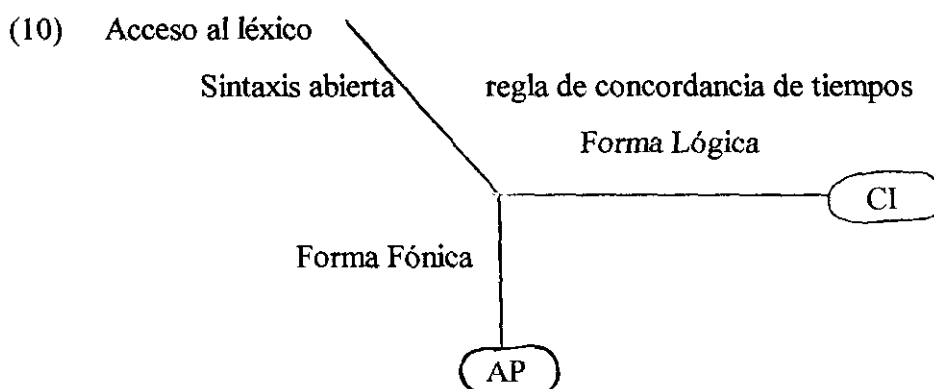 (10) Acceso al léxico
Sintaxis abierta regla de concordancia de tiempos
Forma Lógica
CI
Forma Fónica
AP